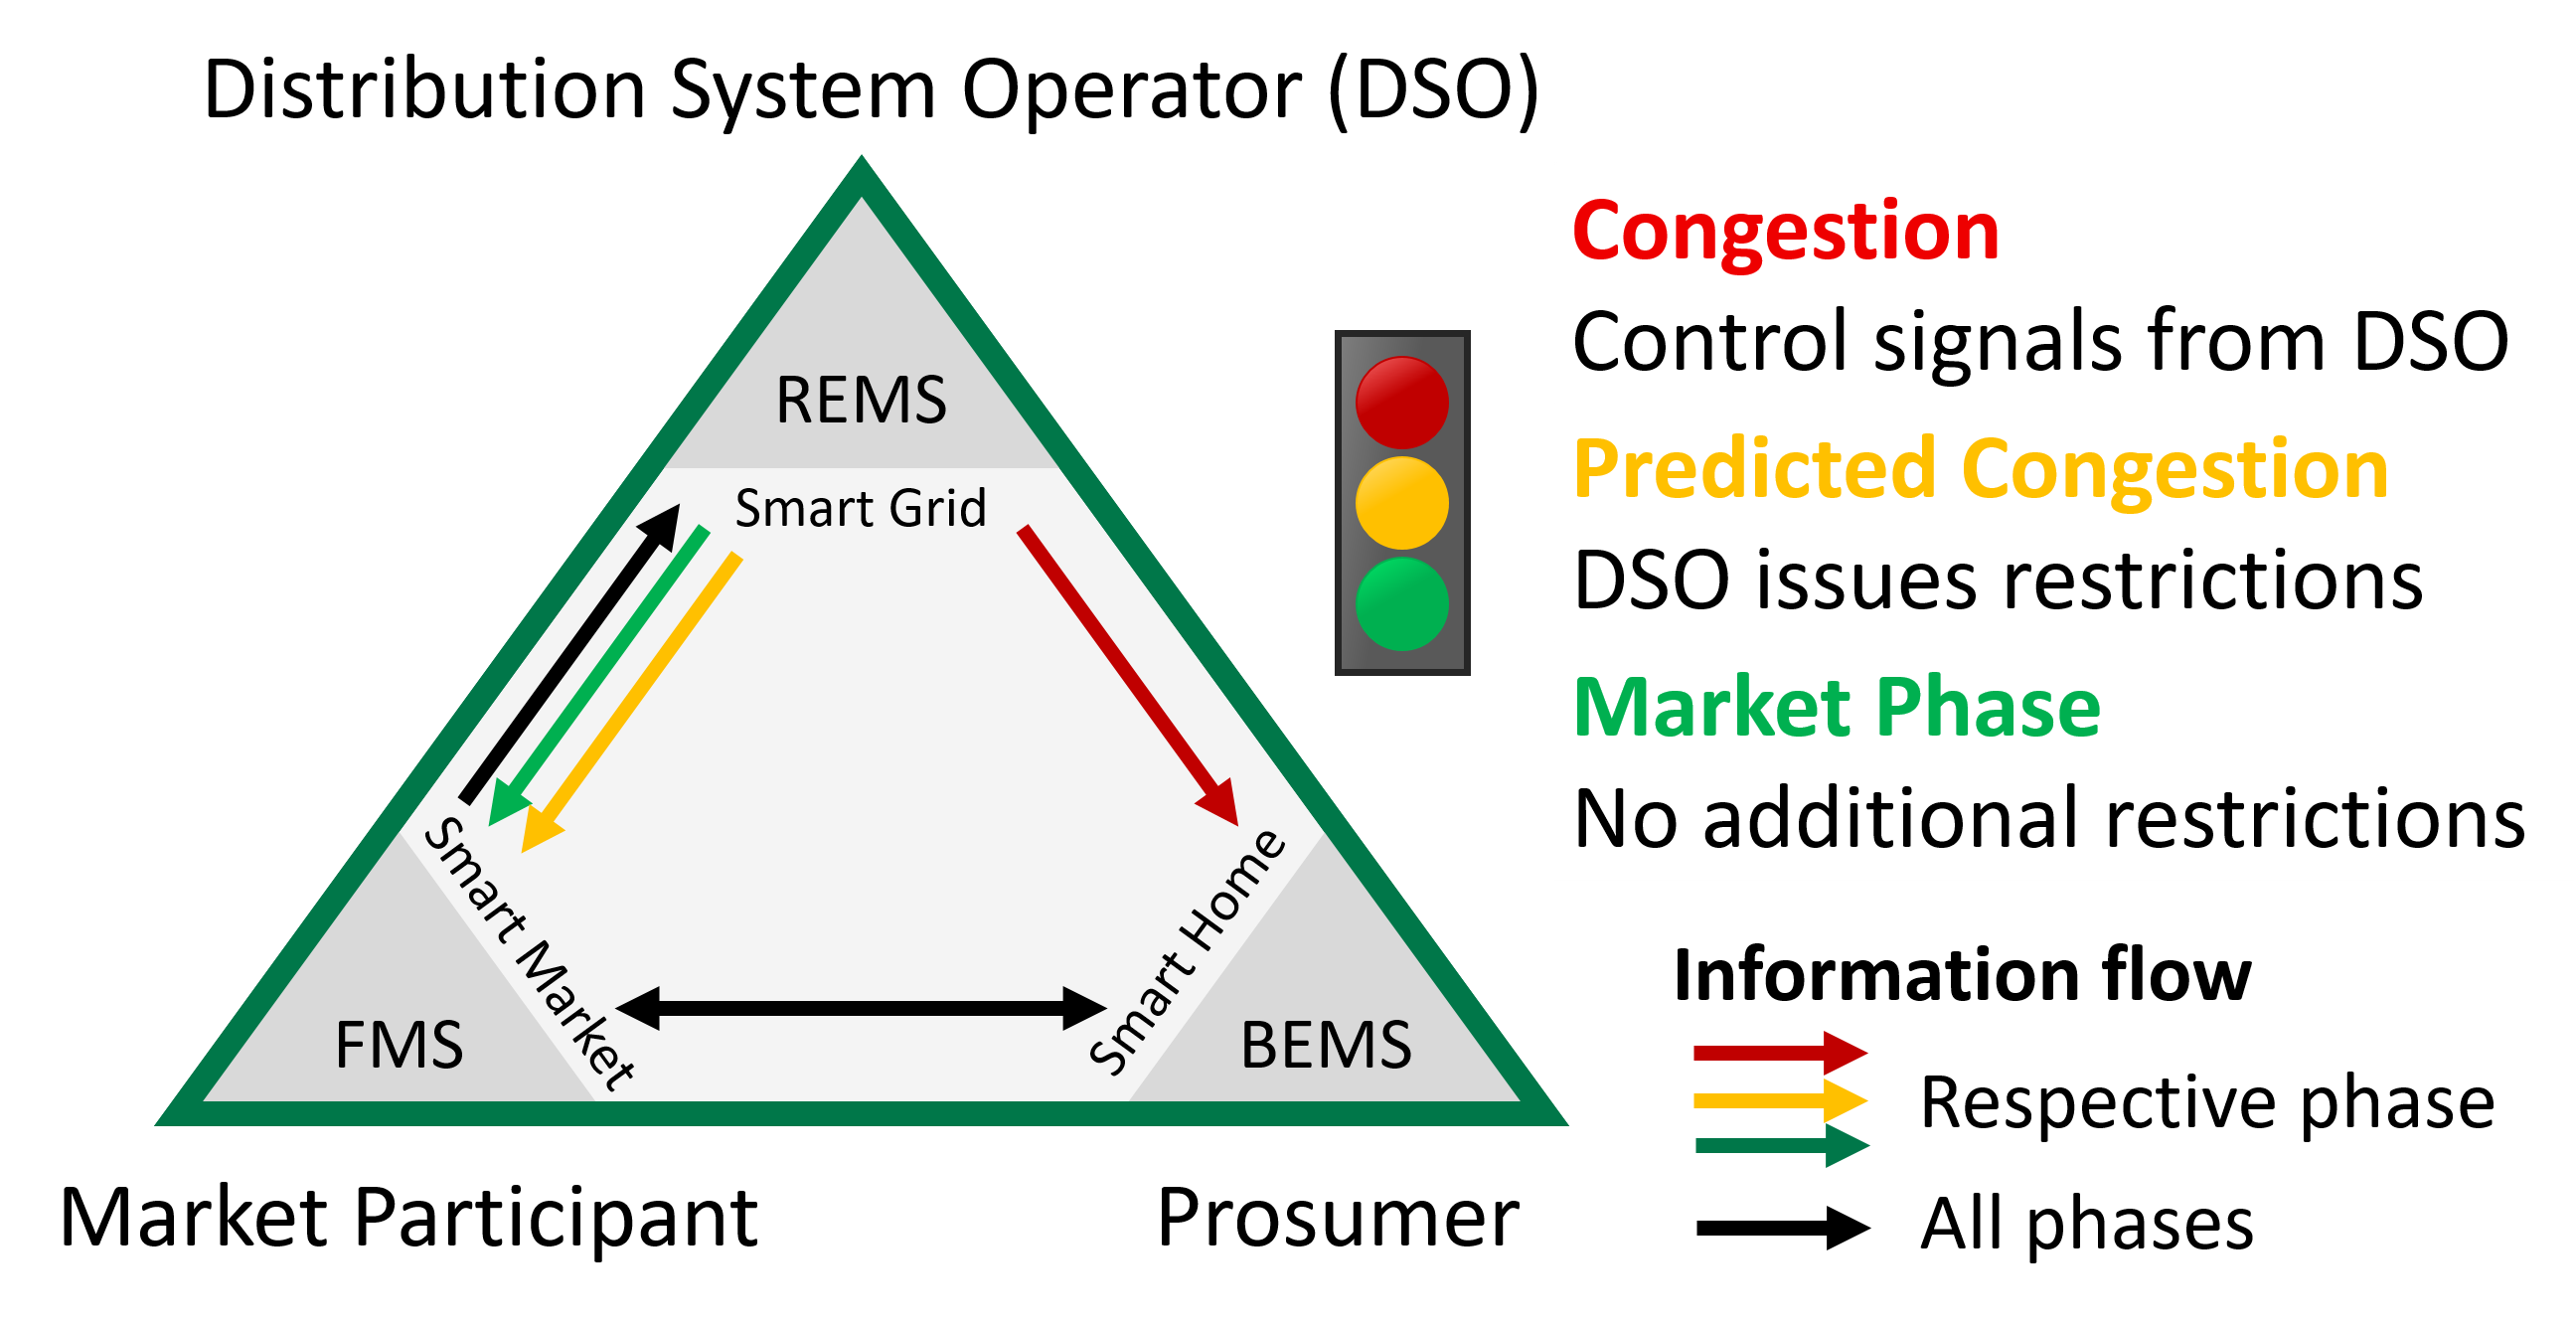 Distribution System Operator (DSO)
REMS
Smart Grid
Smart Market
Smart Home
FMS
BEMS
Market Participant
Prosumer
Congestion
Control signals from DSO
Predicted Congestion
DSO issues restrictions
Market Phase
No additional restrictions
Information flow
Respective phase
All phases